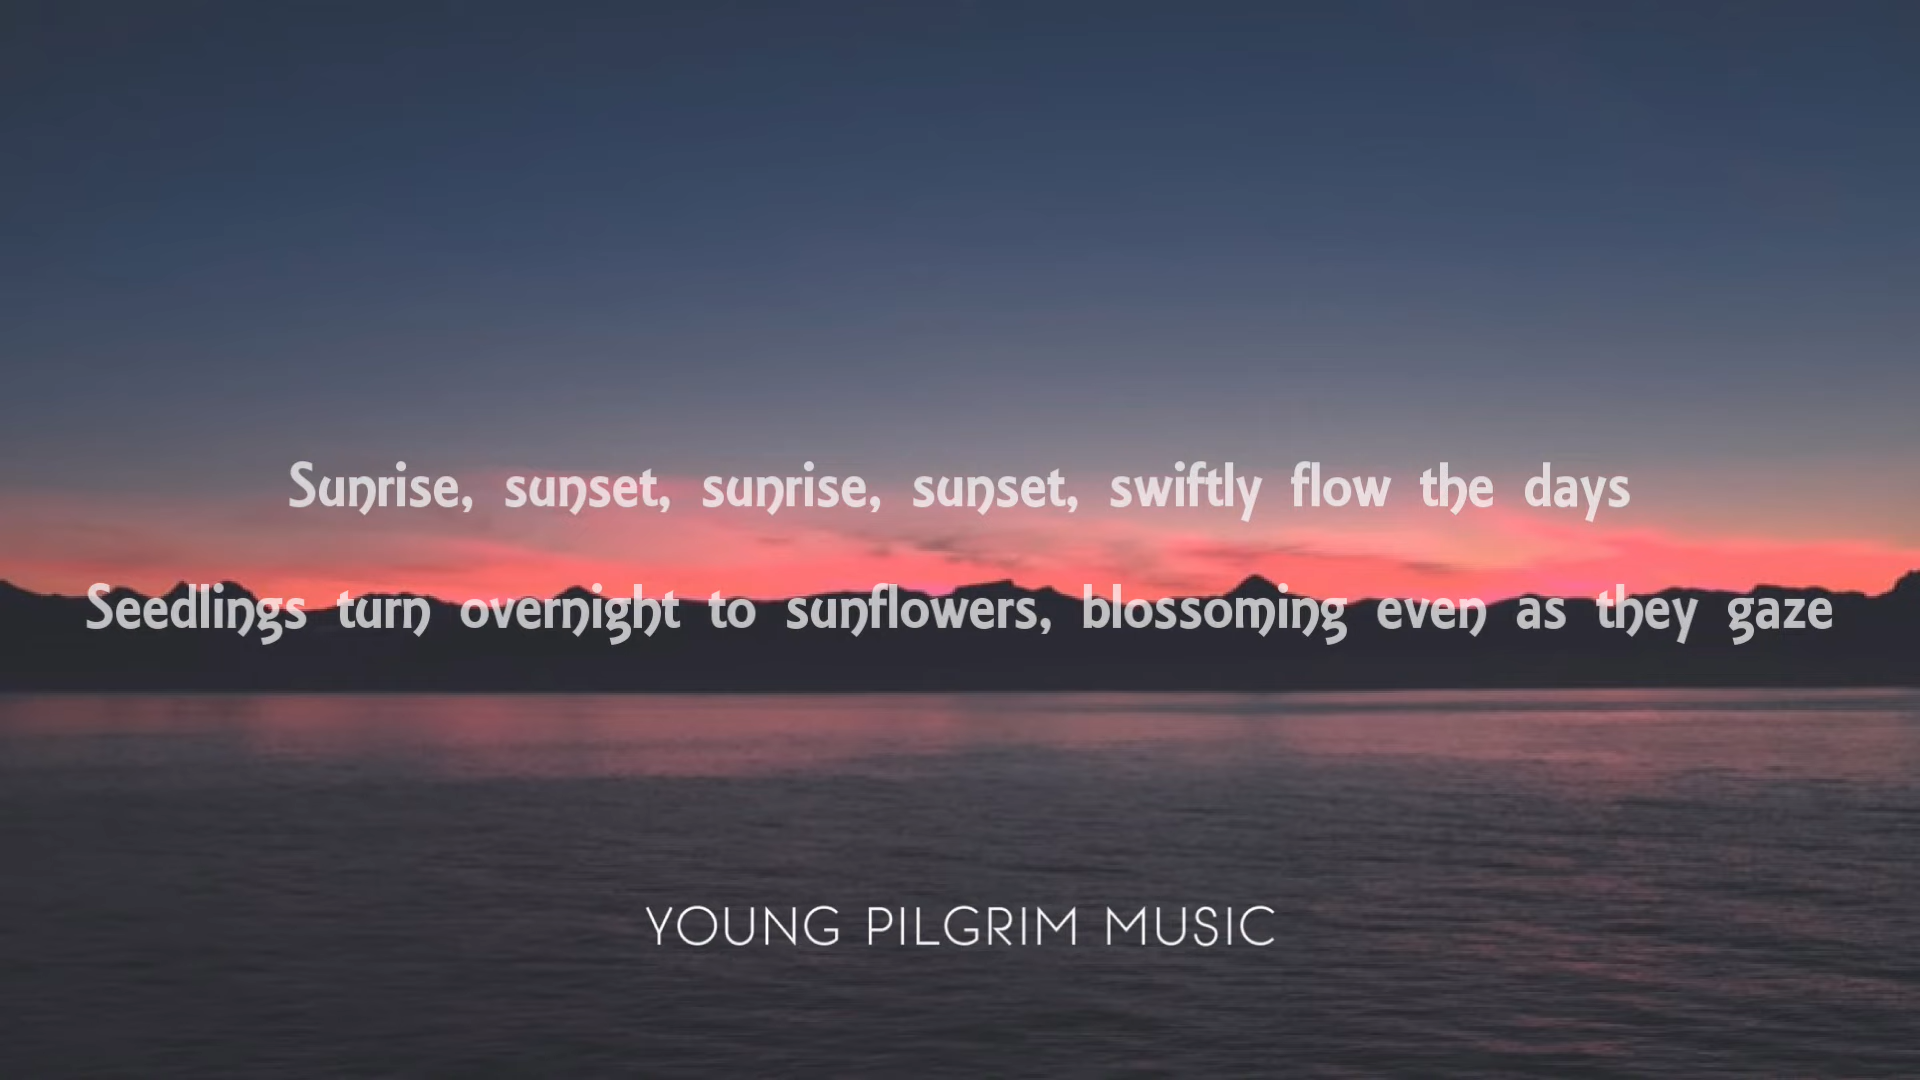 Sunrise, sunset, sunrise, sunset, swiftly flow the days
Seedlings turn overnight to sunflowers, blossoming even as they gaze
YOUNG PILGRIM MUSIC